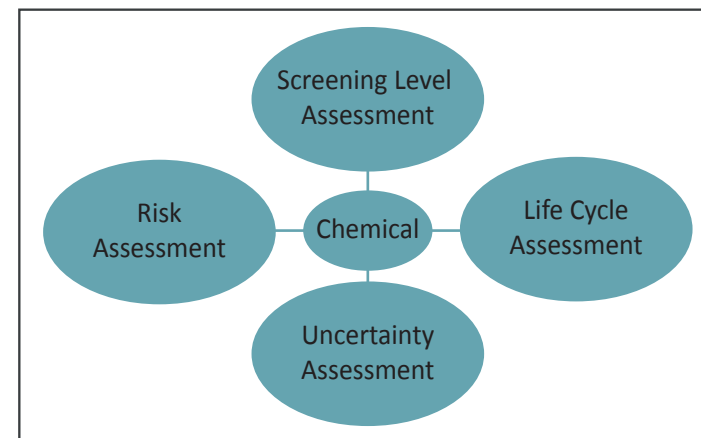 Screening Level
Assessment
Risk
Assessment
Chemical
Life Cycle
Assessment
Uncertainty
Assessment